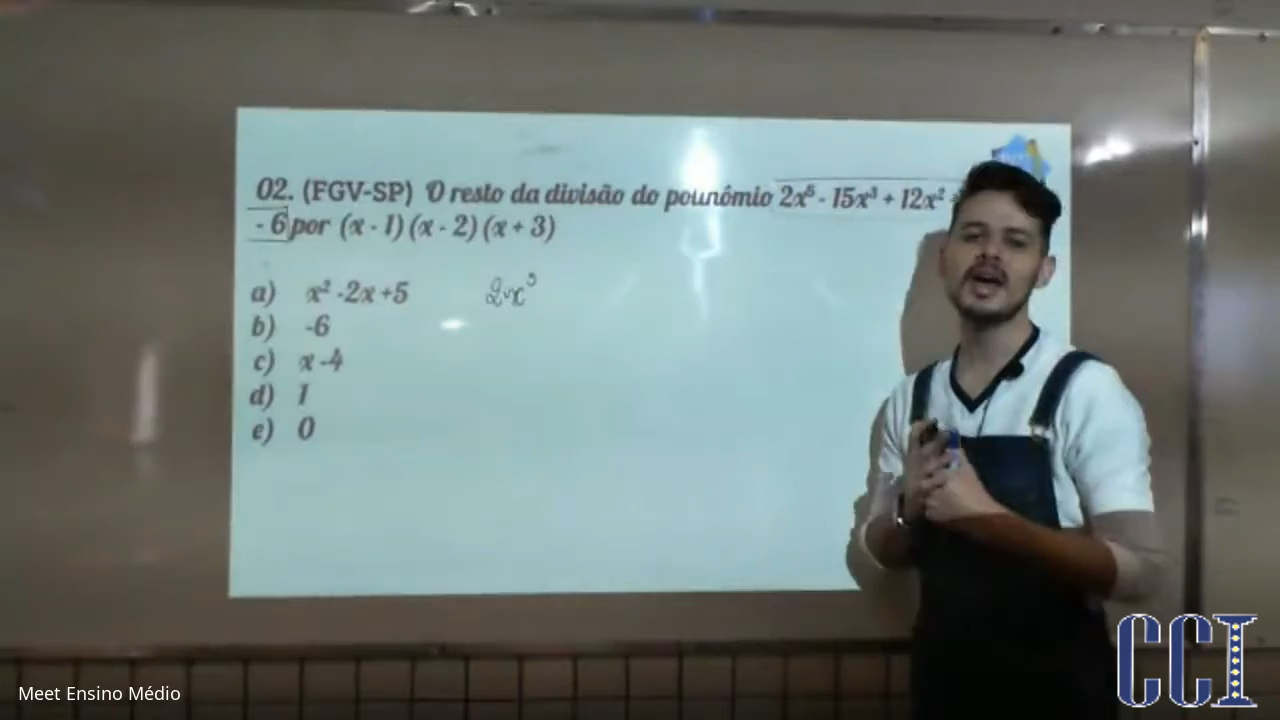 02. (FGV-SP) O resto da divisão do polinômio 2x⁵ - 15x³ + 12x²
- 6 por (x - 1) (x - 2) (x + 3)
a) x² -2x +5
2x⁵
b) -6
c) x -4
d) 1
e) 0
CCI
Meet Ensino Médio